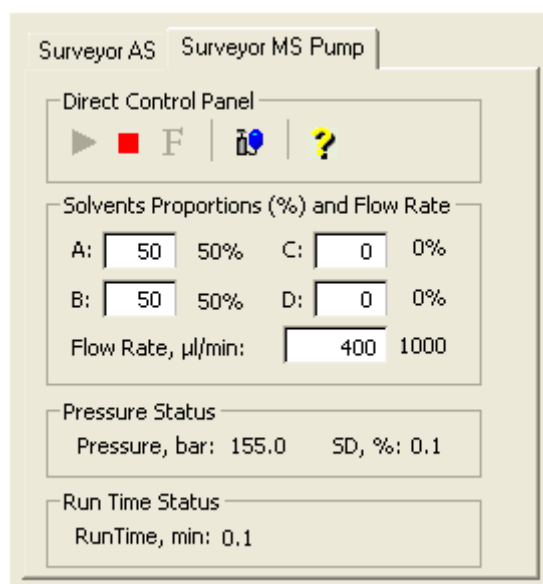 Surveyor AS Surveyor MS Pump
Direct Control Panel
F ?
Solvents Proportions (%) and Flow Rate
A: 50 50% C: 0 0%
B: 50 50% D: 0 0%
Flow Rate, µl/min: 400 1000
Pressure Status
Pressure, bar: 155.0 SD, %: 0.1
Run Time Status
RunTime, min: 0.1